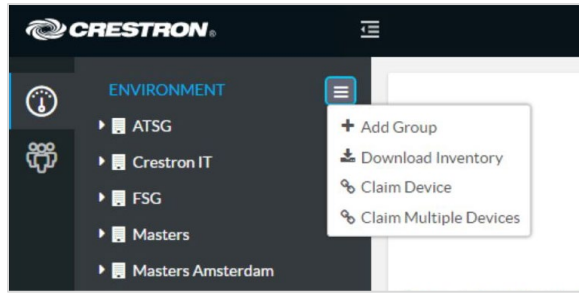 CRESTRON®
ENVIRONMENT
ATSG
Crestron IT
FSG
Masters
Masters Amsterdam
Add Group
Download Inventory
Claim Device
Claim Multiple Devices